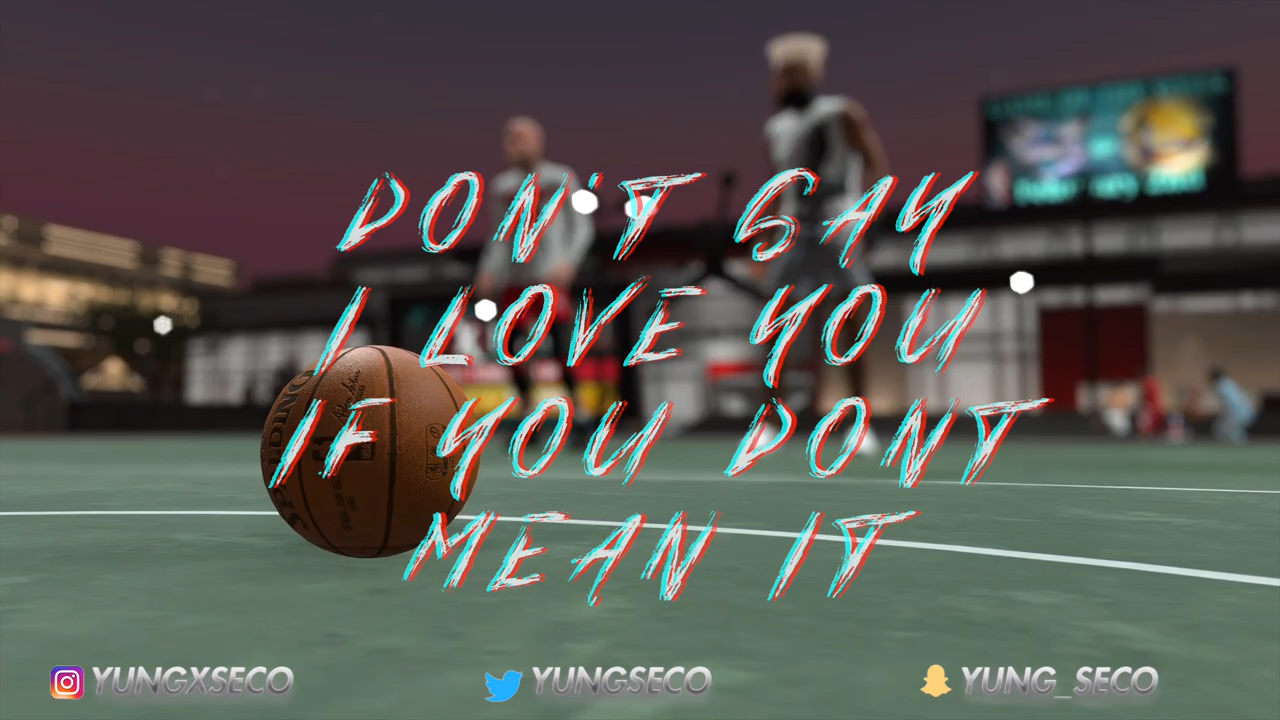 DON'T SAY
I LOVE YOU
IF YOU DONT
MEAN IT
YUNGXSECO
YUNGSECO
YUNG_SECO